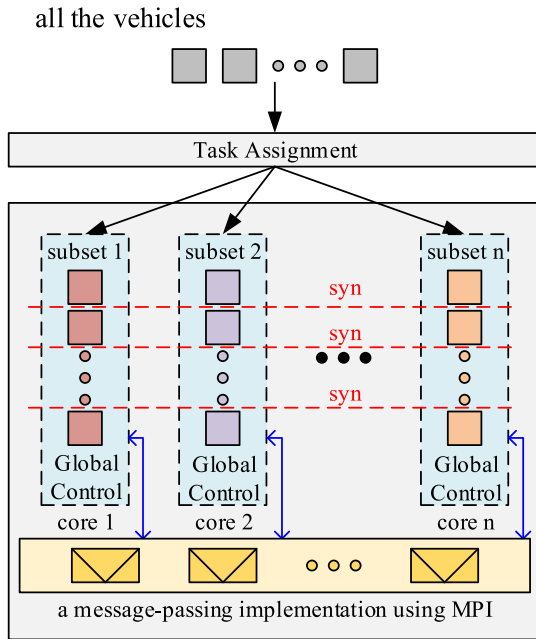 all the vehicles
Task Assignment
subset 1
subset 2
subset n
syn
syn
syn
Global
Control
Global
Control
Global
Control
core 1
core 2
core n
a message-passing implementation using MPI